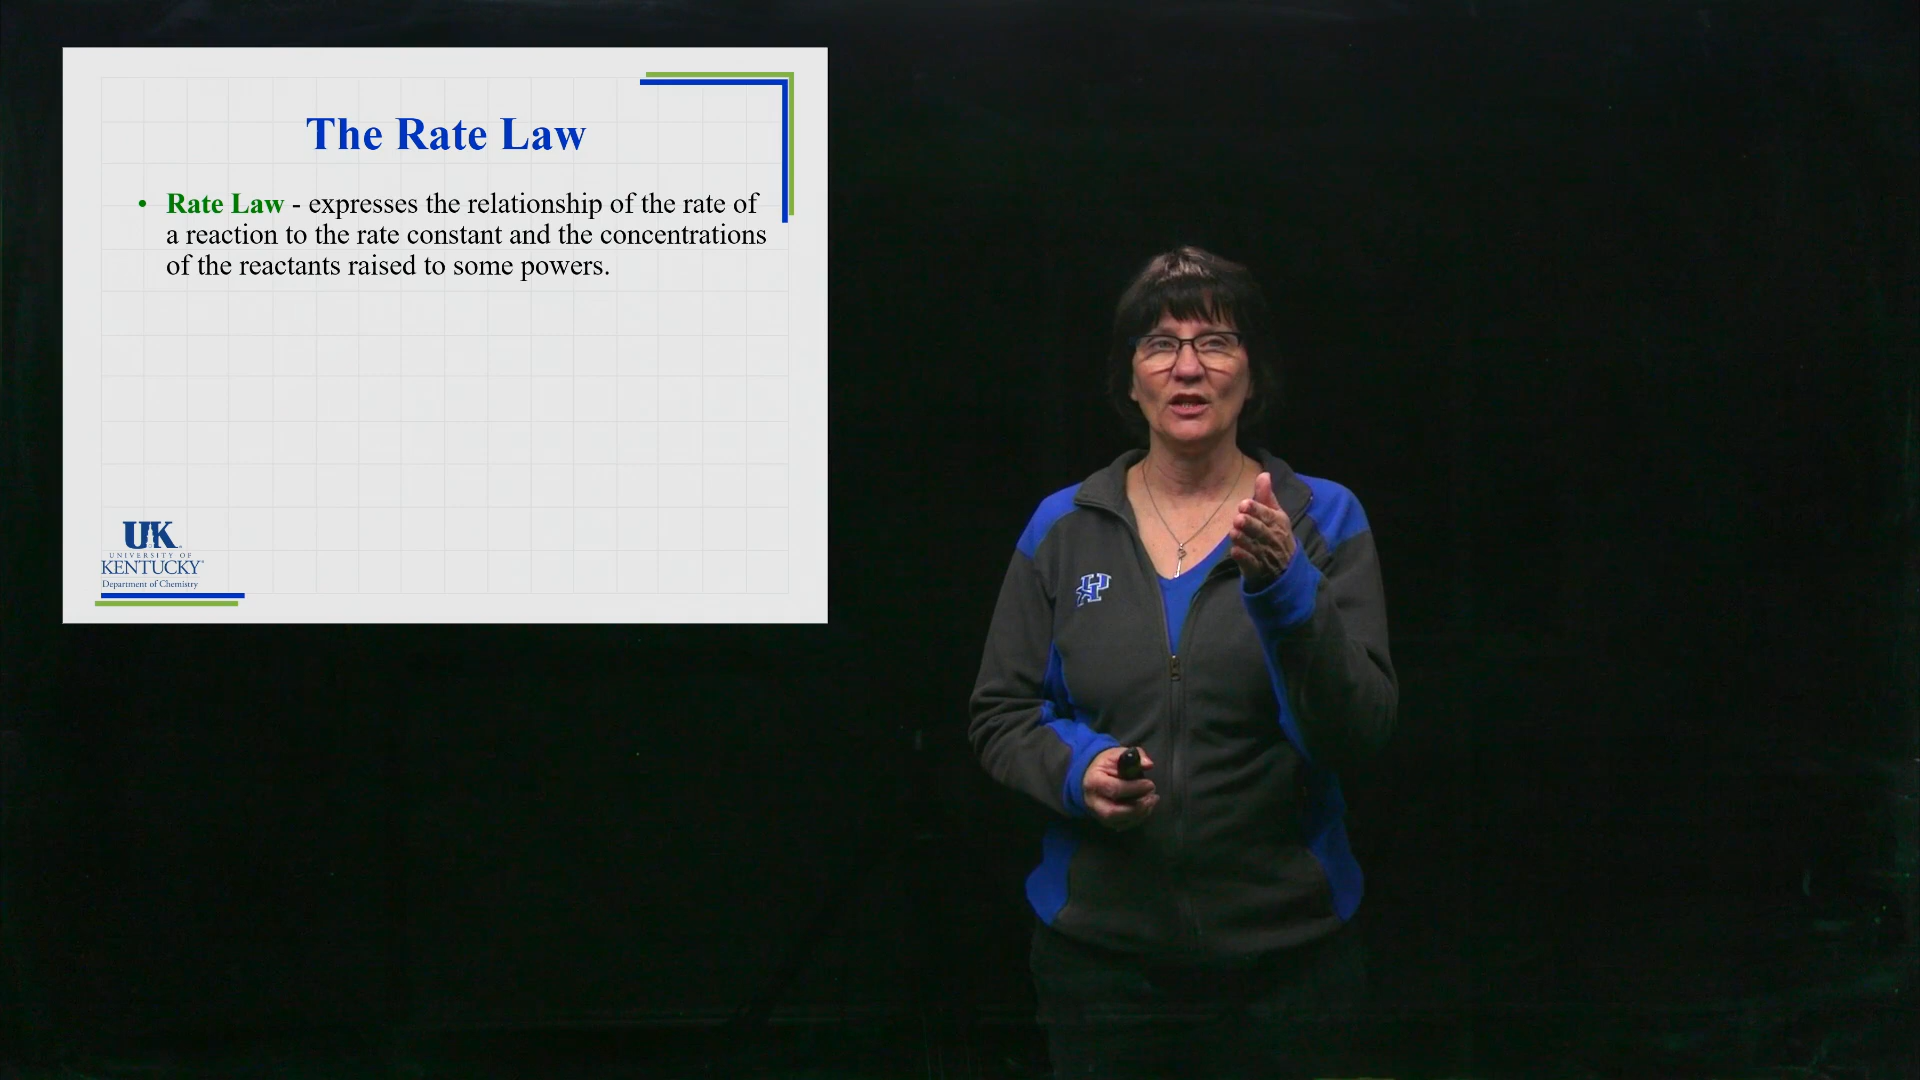 The Rate Law
• Rate Law - expresses the relationship of the rate of
a reaction to the rate constant and the concentrations
of the reactants raised to some powers.
UK
UNIVERSITY OF
KENTUCKY
Department of Chemistry